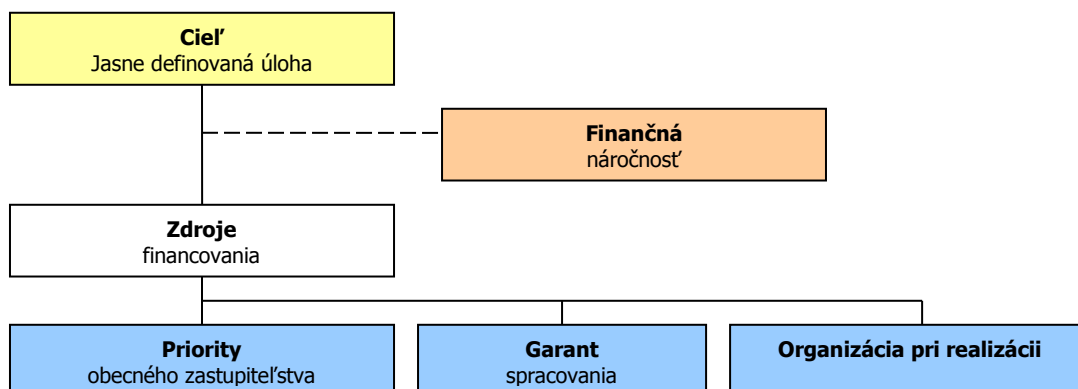 Cieľ
Jasne definovaná úloha
Finančná
náročnosť
Zdroje
financovania
Priority
obecného zastupiteľstva
Garant
spracovania
Organizácia pri realizácii